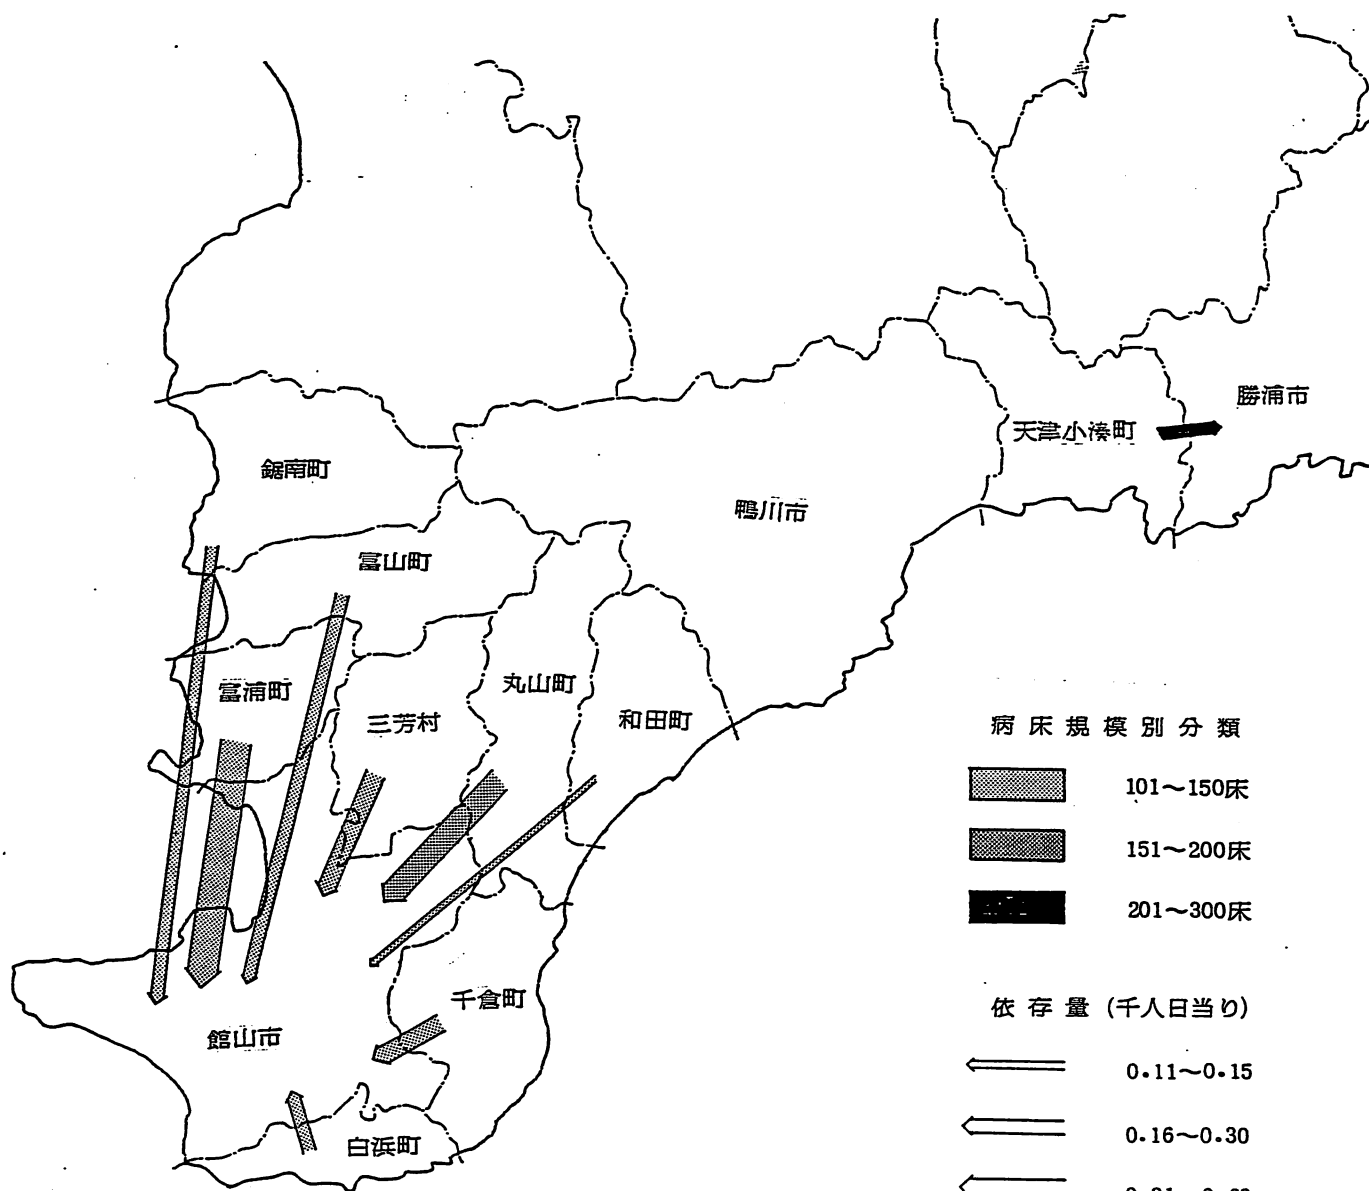 勝浦市
天津小湊町
鋸南町
鴨川市
富山町
富浦町
三芳村
丸山町
和田町
病床規模別分類
101～150床
151～200床
201～300床
千倉町
依存量(千人日当り)
館山市
0.11～0.15
0.16～0.30
白浜町